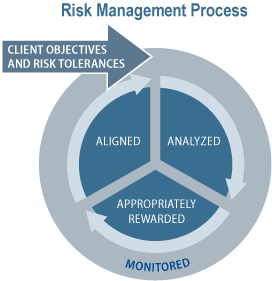 Risk Management Process
CLIENT OBJECTIVES
AND RISK TOLERANCES
ALIGNED
ANALYZED
APPROPRIATELY
REWARDED
MONITORED